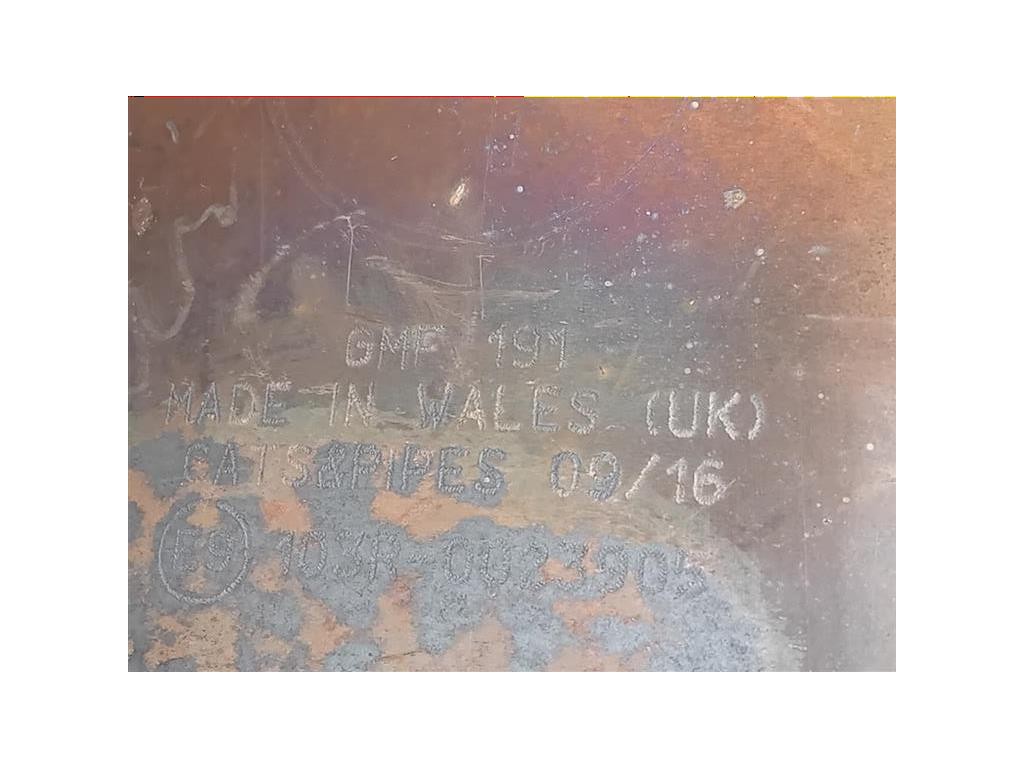 GMF 191
MADE IN WALES (UK)
CATS&PIPES 09/16
E9 103R-0023905